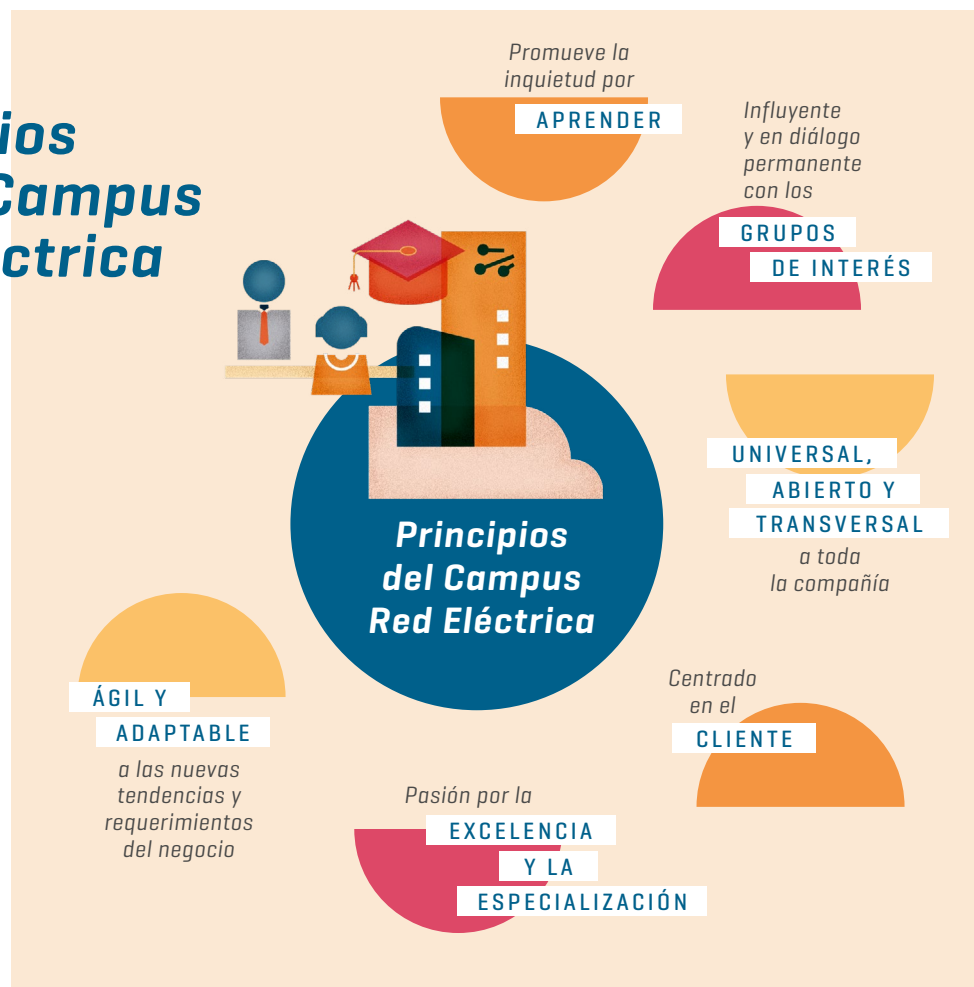 ios
Campus
ctrica
Promueve la
inquietud por
APRENDER
Influyente
y en diálogo
permanente
con los
GRUPOS
DE INTERÉS
UNIVERSAL,
ABIERTO Y
TRANSVERSAL
a toda
la compañía
Centrado
en el
CLIENTE
Pasión por la
EXCELENCIA
Y LA
ESPECIALIZACIÓN
ÁGIL Y
ADAPTABLE
a las nuevas
tendencias y
requerimientos
del negocio
Principios
del Campus
Red Eléctrica